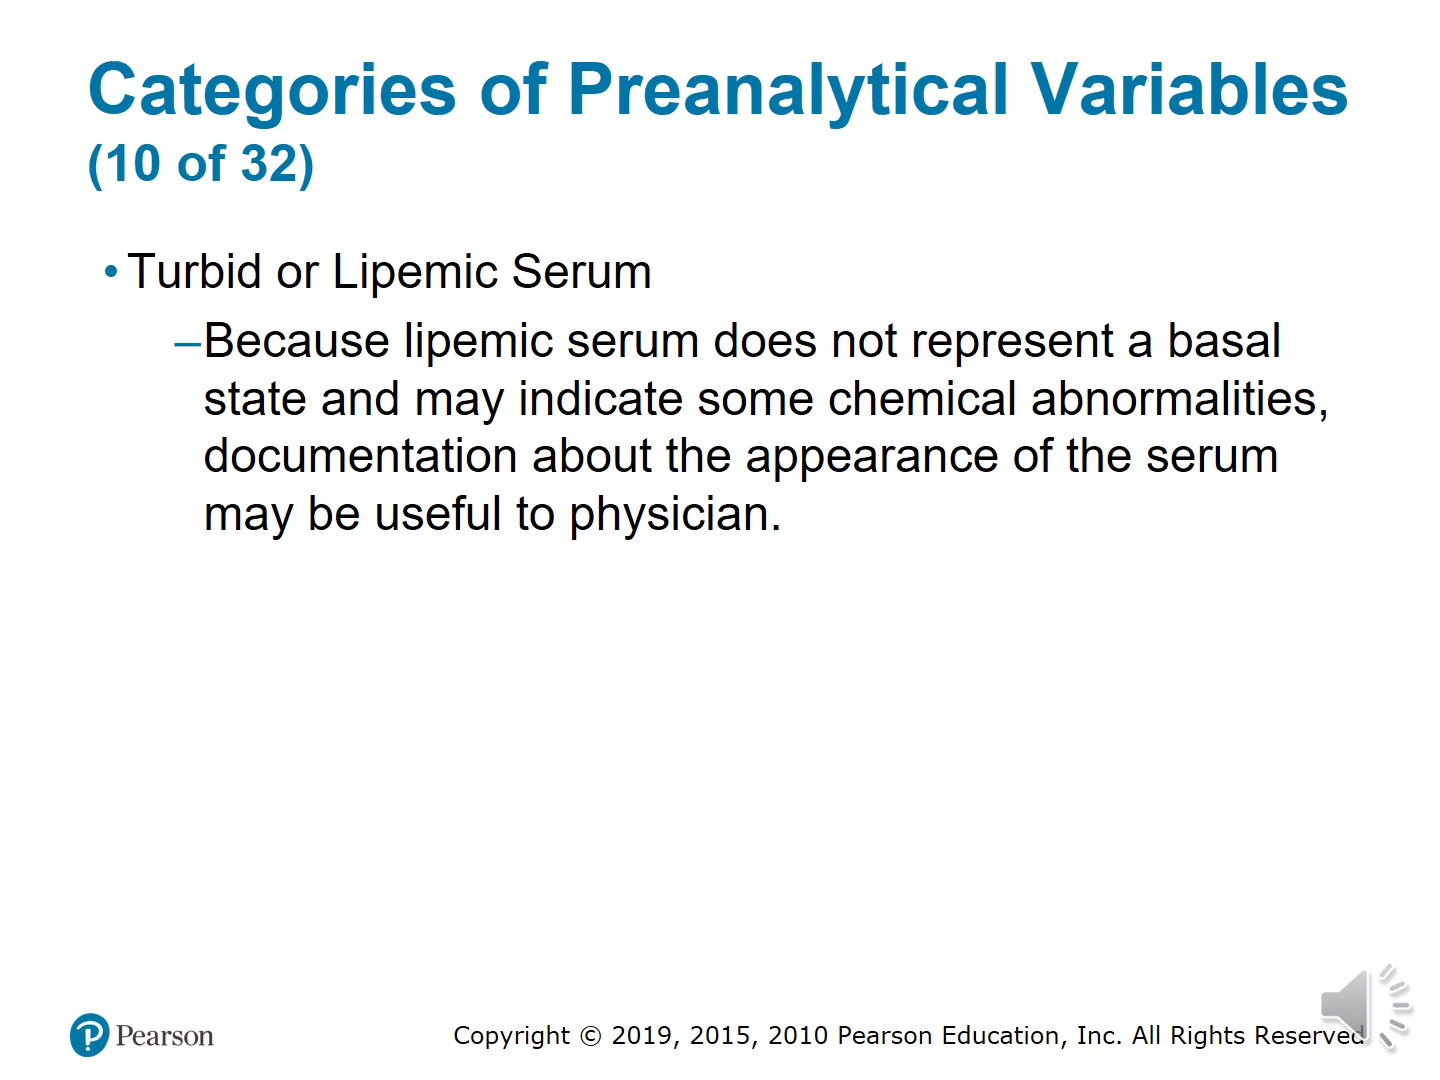 Categories of Preanalytical Variables
(10 of 32)
• Turbid or Lipemic Serum
–Because lipemic serum does not represent a basal
state and may indicate some chemical abnormalities,
documentation about the appearance of the serum
may be useful to physician.
Pearson
Copyright © 2019, 2015, 2010 Pearson Education, Inc. All Rights Reserved